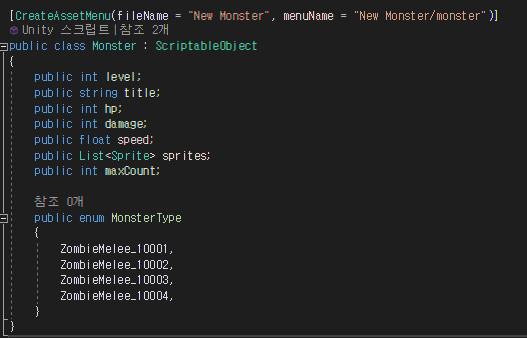 [CreateAssetMenu(fileName = "New Monster", menuName = "New Monster/monster")]
Unity 스크립트|참조 2개
public class Monster : ScriptableObject
{
public int level;
public string title;
public int hp;
public int damage;
public float speed;
public List<Sprite> sprites;
public int maxCount;
참조 0개
public enum MonsterType
{
ZombieMelee_10001,
ZombieMelee_10002,
ZombieMelee_10003,
ZombieMelee_10004,
}
}